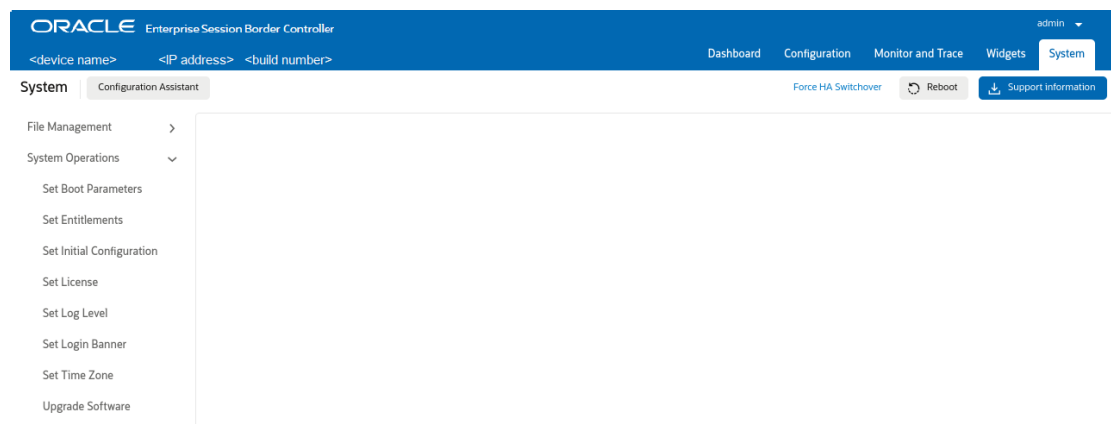 admin
ORACLE Enterprise Session Border Controller
<device name> <IP address> <build number>
Dashboard Configuration Monitor and Trace Widgets System
System Configuration Assistant Force HA Switchover Reboot Support information
File Management
System Operations
Set Boot Parameters
Set Entitlements
Set Initial Configuration
Set License
Set Log Level
Set Login Banner
Set Time Zone
Upgrade Software